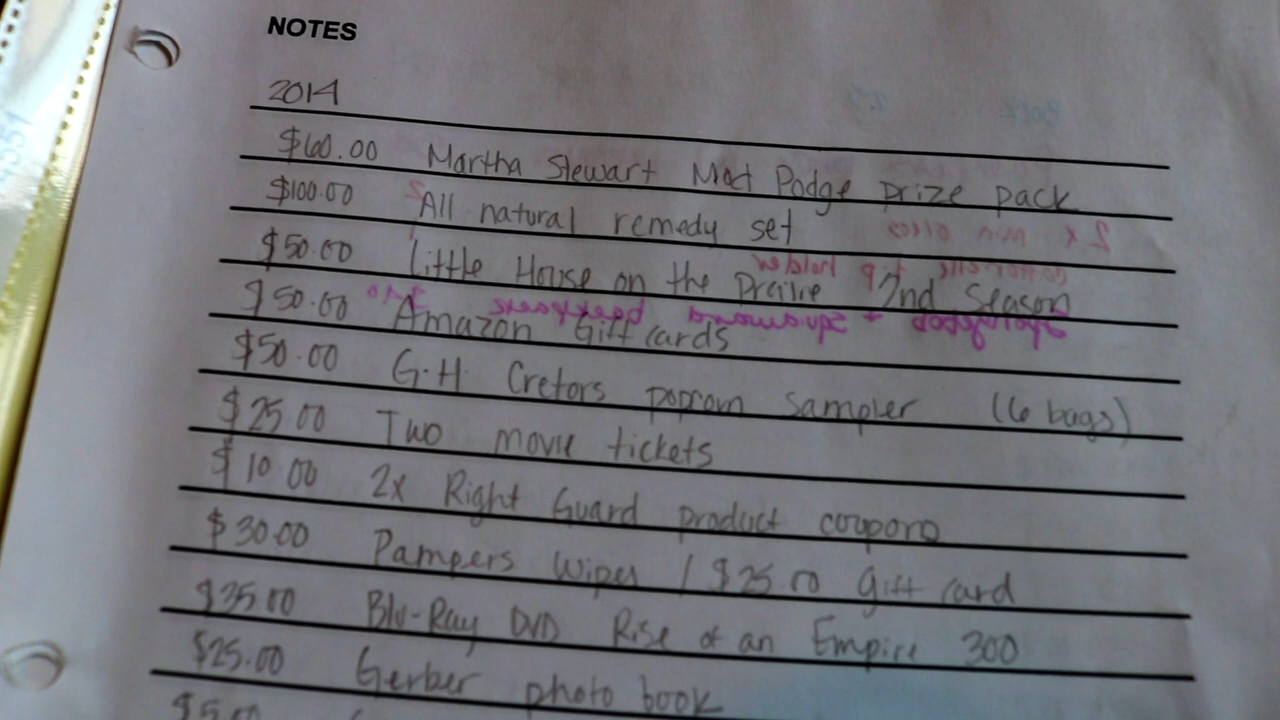 NOTES
2014
$60.00 Martha Stewart Mod Podge prize pack
$100.00 All natural remedy set
$50.00 Little House on the Prairie 2nd Season
$50.00 Amazon Gift cards
$50.00 G.H. Cretors poprom sampler (6 bags)
$25.00 Two movie tickets
$10.00 2x Right Guard product coupons
$30.00 Pampers Wipes / $25.00 Gift card
$35.00 Blu-Ray DVD Rise of an Empire 300
$25.00 Gerber photo book
$5.00